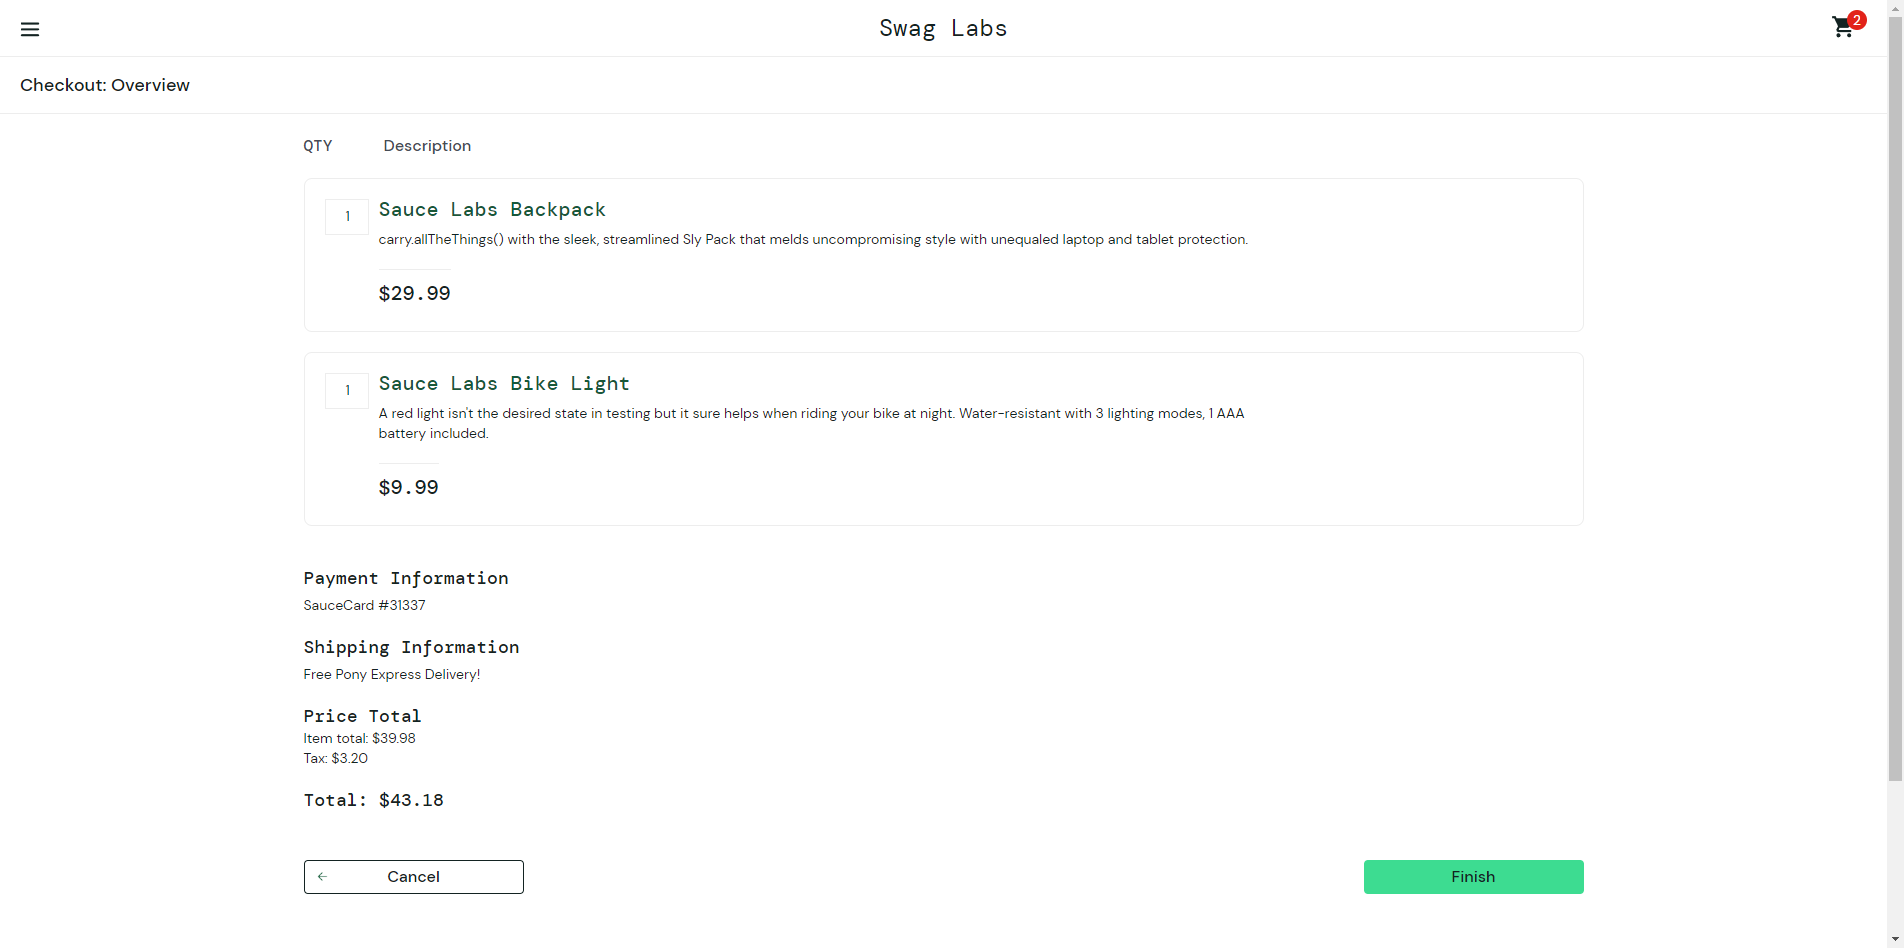 Swag Labs
2
Checkout: Overview
QTY Description
1
Sauce Labs Backpack
carry.allTheThings() with the sleek, streamlined Sly Pack that melds uncompromising style with unequaled laptop and tablet protection.
$29.99
1
Sauce Labs Bike Light
A red light isn't the desired state in testing but it sure helps when riding your bike at night. Water-resistant with 3 lighting modes, 1 AAA
battery included.
$9.99
Payment Information
SauceCard #31337
Shipping Information
Free Pony Express Delivery!
Price Total
Item total: $39.98
Tax: $3.20
Total: $43.18
Cancel
Finish